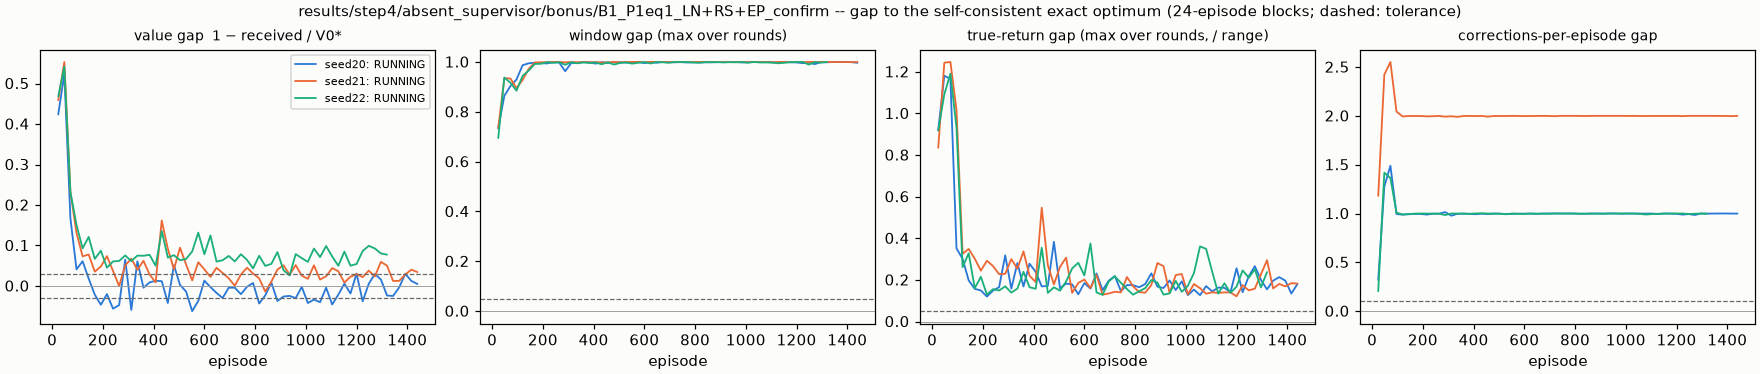 results/step4/absent_supervisor/bonus/B1_P1eq1_LN+RS+EP_confirm -- gap to the self-consistent exact optimum (24-episode blocks; dashed: tolerance)
value gap 1 − received / V0*
0.5
0.4
0.3
0.2
0.1
0.0
seed20: RUNNING
seed21: RUNNING
seed22: RUNNING
0 200 400 600 800 1000 1200 1400
episode
window gap (max over rounds)
1.0
0.8
0.6
0.4
0.2
0.0
0 200 400 600 800 1000 1200 1400
episode
true-return gap (max over rounds, / range)
1.2
1.0
0.8
0.6
0.4
0.2
0.0
0 200 400 600 800 1000 1200 1400
episode
corrections-per-episode gap
2.5
2.0
1.5
1.0
0.5
0.0
0 200 400 600 800 1000 1200 1400
episode